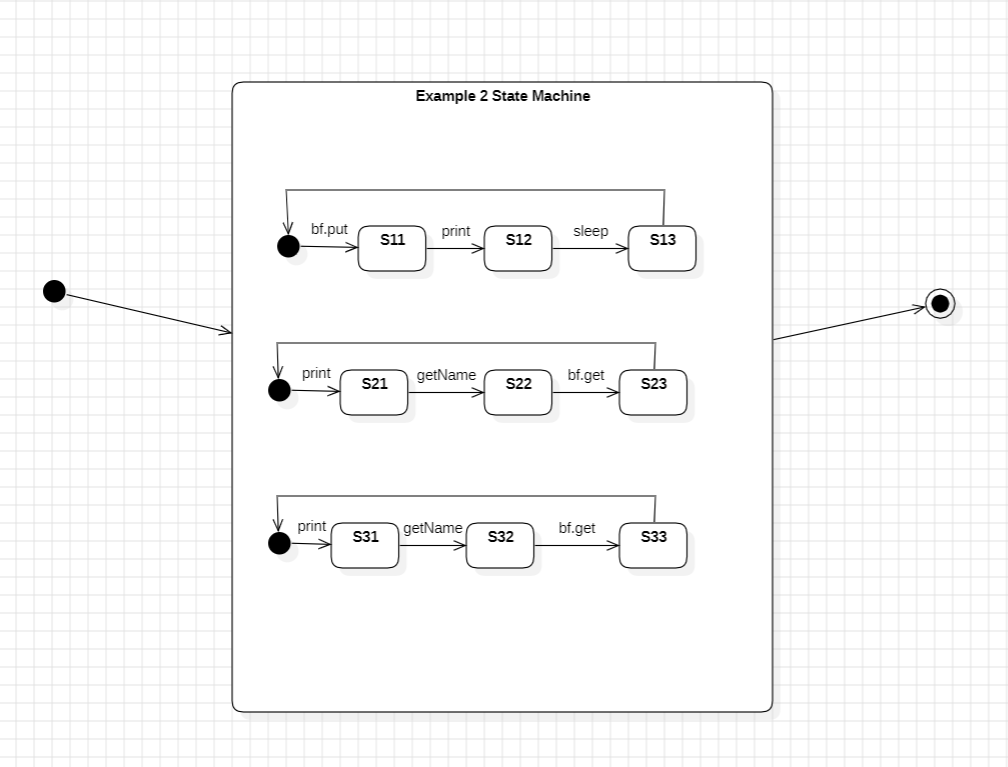 Example 2 State Machine
bf.put
S11
print
S12
sleep
S13
print
S21
getName
S22
bf.get
S23
print
S31
getName
S32
bf.get
S33